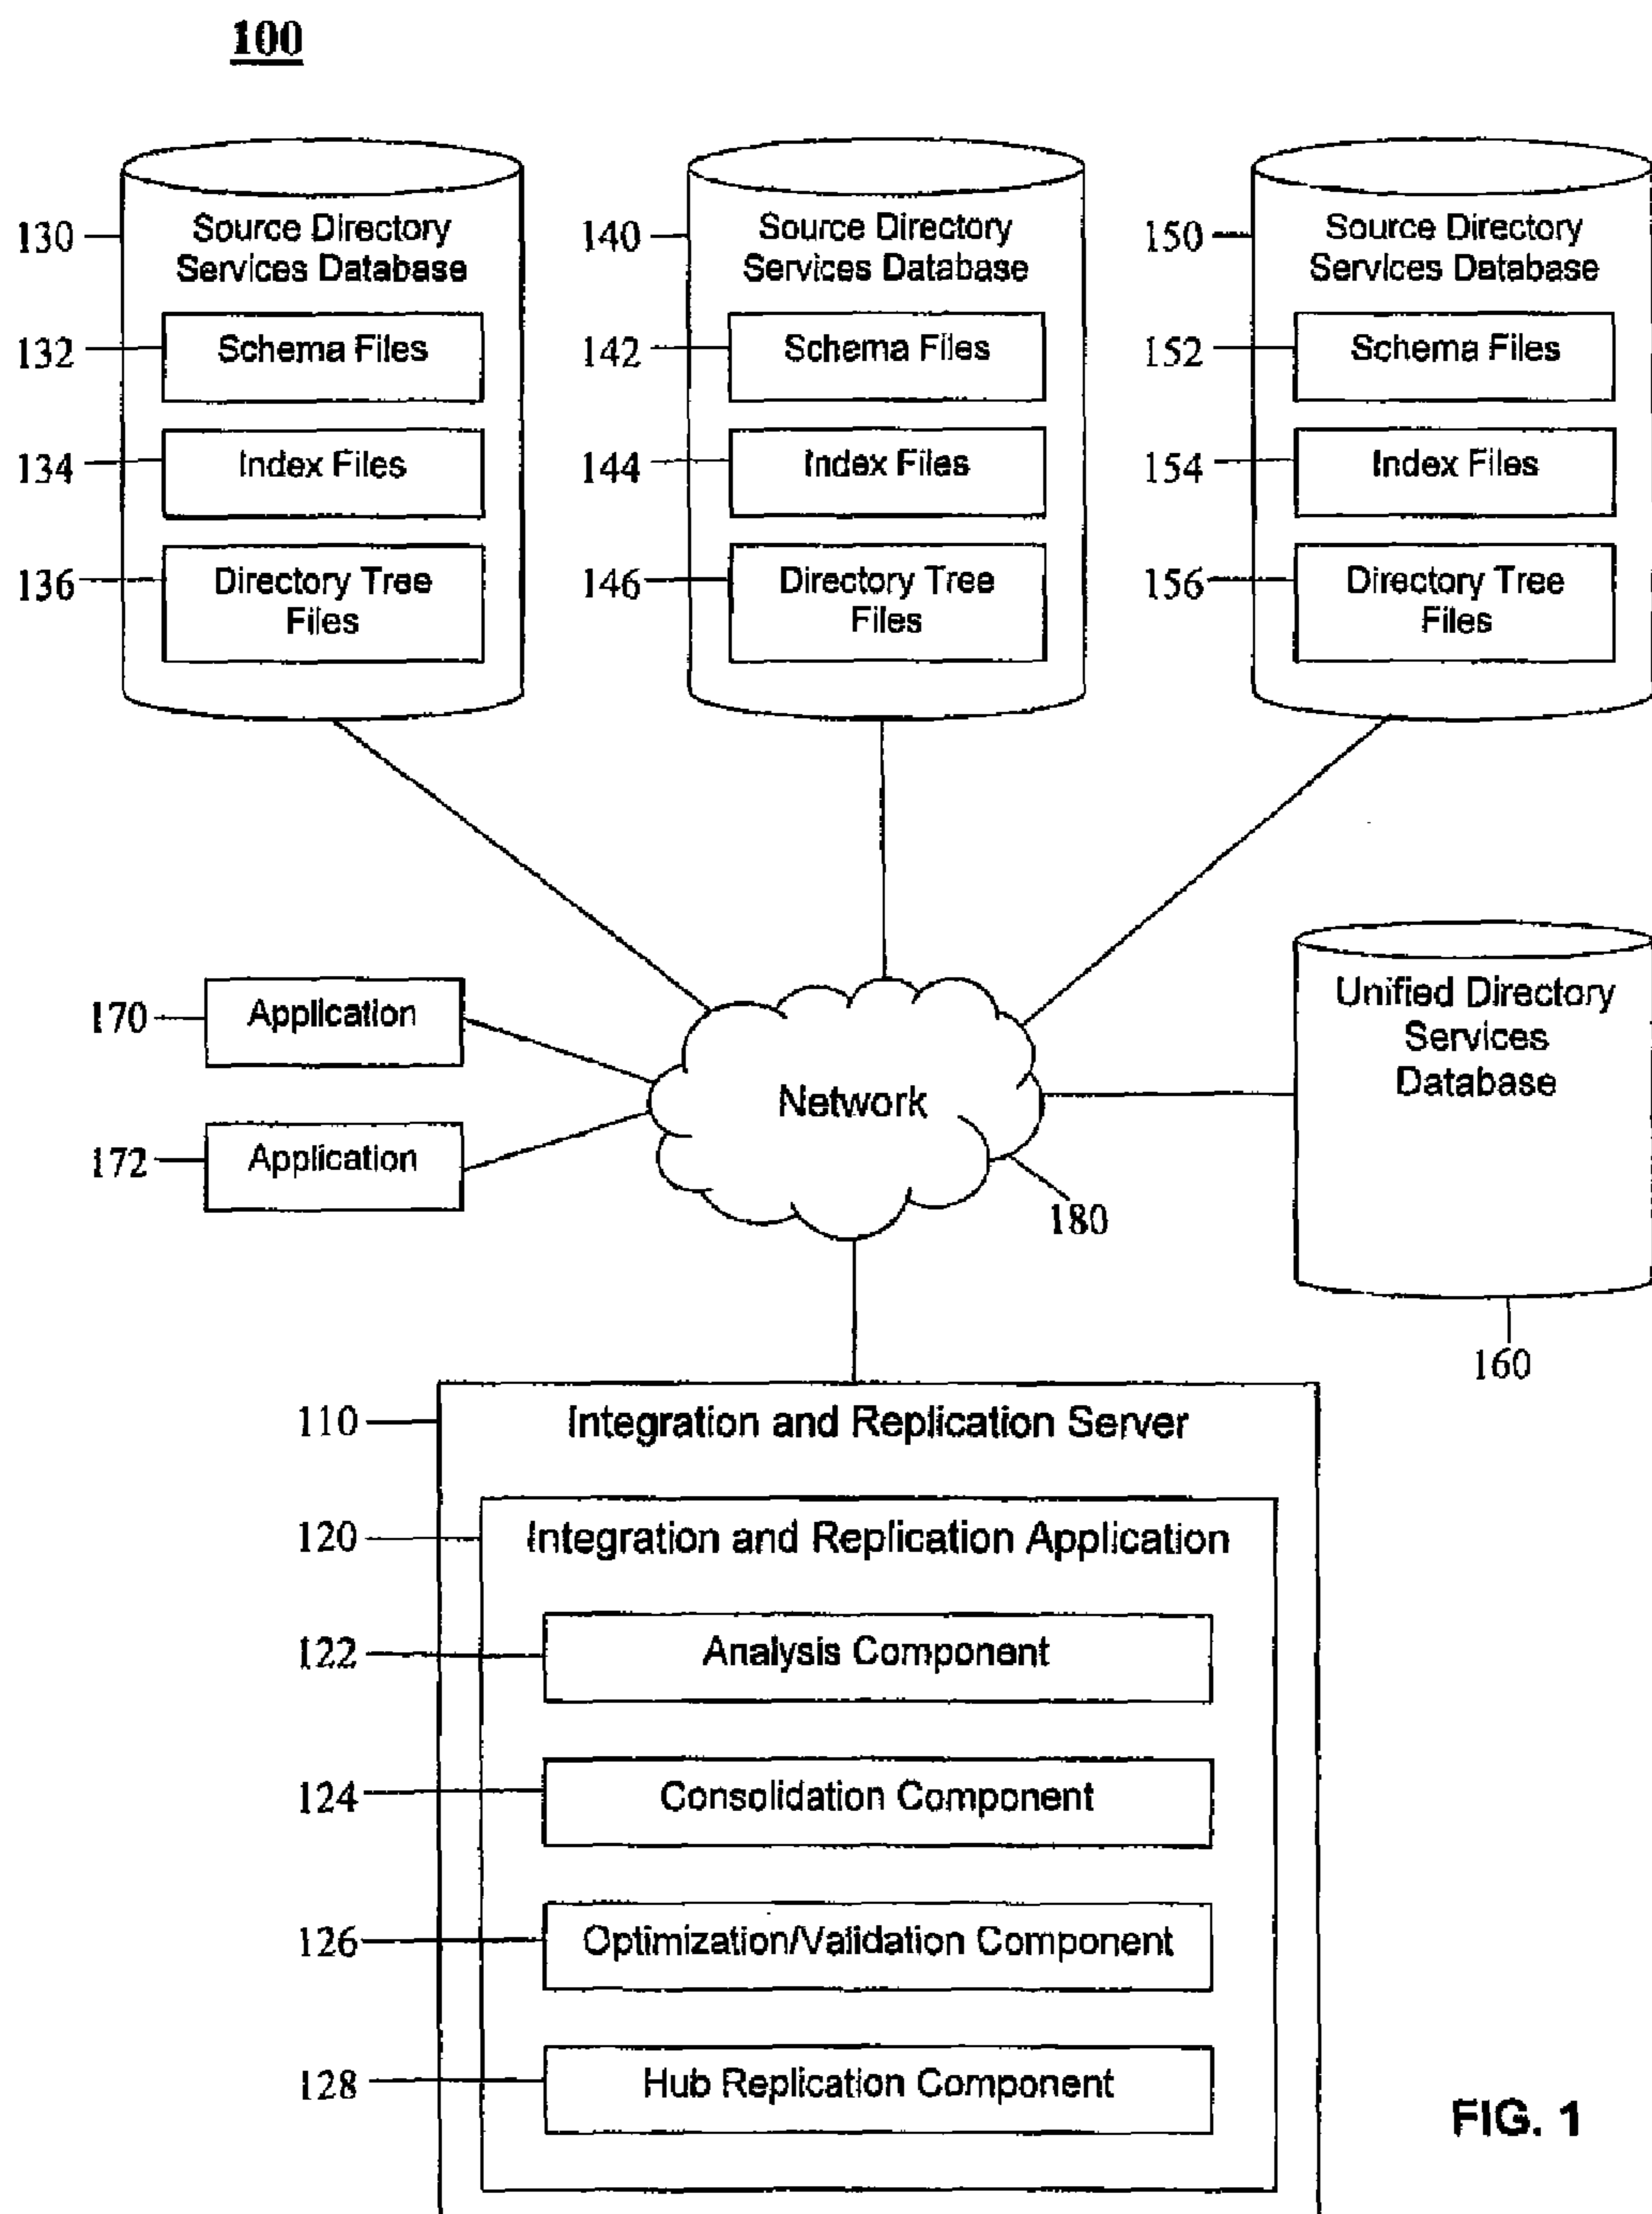 100
130
Source Directory
Services Database
132
Schema Files
134
Index Files
136
Directory Tree
Files
140
Source Directory
Services Database
142
Schema Files
144
Index Files
146
Directory Tree
Files
150
Source Directory
Services Database
152
Schema Files
154
Index Files
156
Directory Tree
Files
170
Application
172
Application
Network
180
Unified Directory
Services
Database
160
110
Integration and Replication Server
120
Integration and Replication Application
122
Analysis Component
124
Consolidation Component
126
Optimization/Validation Component
128
Hub Replication Component
FIG. 1